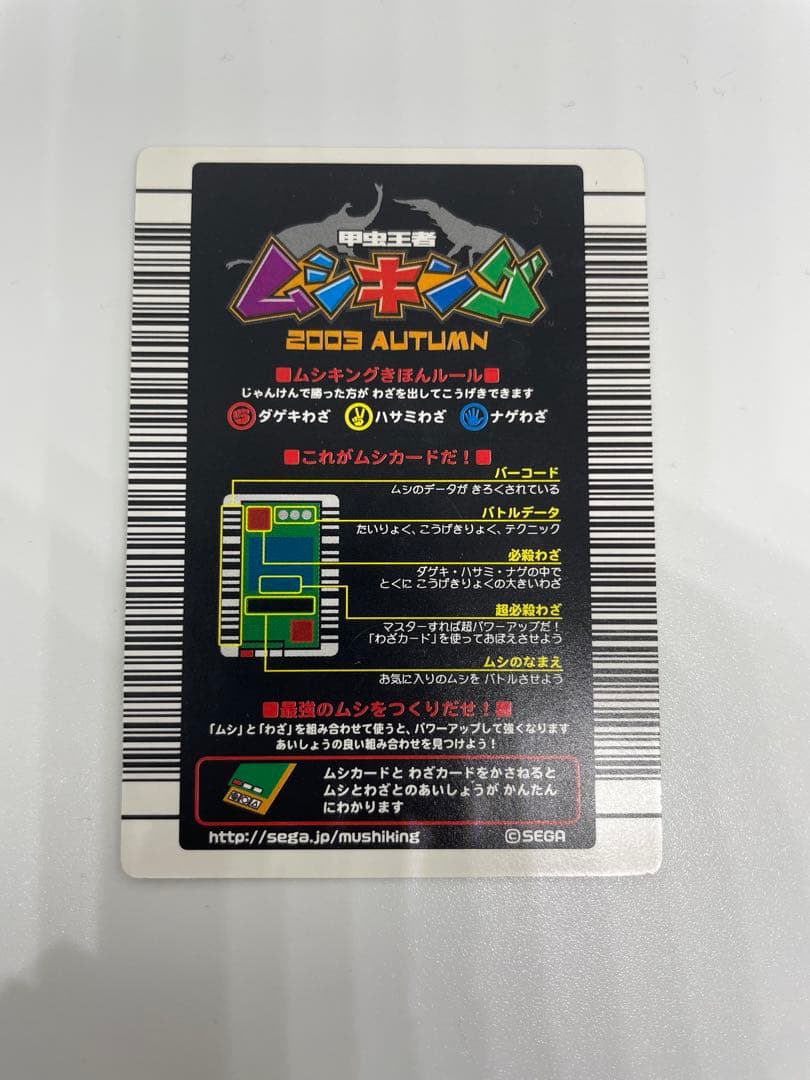 甲虫王者
ムシキング
TM
2003 AUTUMN
■ムシキングきほんルール■
じゃんけんで勝った方が わざを出してこうげきできます
ダゲキわざ ハサミわざ ナゲわざ
■これがムシカードだ！■
バーコード
ムシのデータが きろくされている
バトルデータ
たいりょく、こうげきりょく、テクニック
必殺わざ
ダゲキ・ハサミ・ナゲの中で
とくに こうげきりょくの大きいわざ
超必殺わざ
マスターすれば超パワーアップだ！
「わざカード」を使っておぼえさせよう
ムシのなまえ
お気に入りのムシを バトルさせよう
■最強のムシをつくりだせ！■
「ムシ」と「わざ」を組み合わせて使うと、パワーアップして強くなります
あいしょうの良い組み合わせを見つけよう！
ムシカードと わざカードをかさねると
ムシとわざとのあいしょうが かんたん
にわかります
http://sega.jp/mushiking ©SEGA